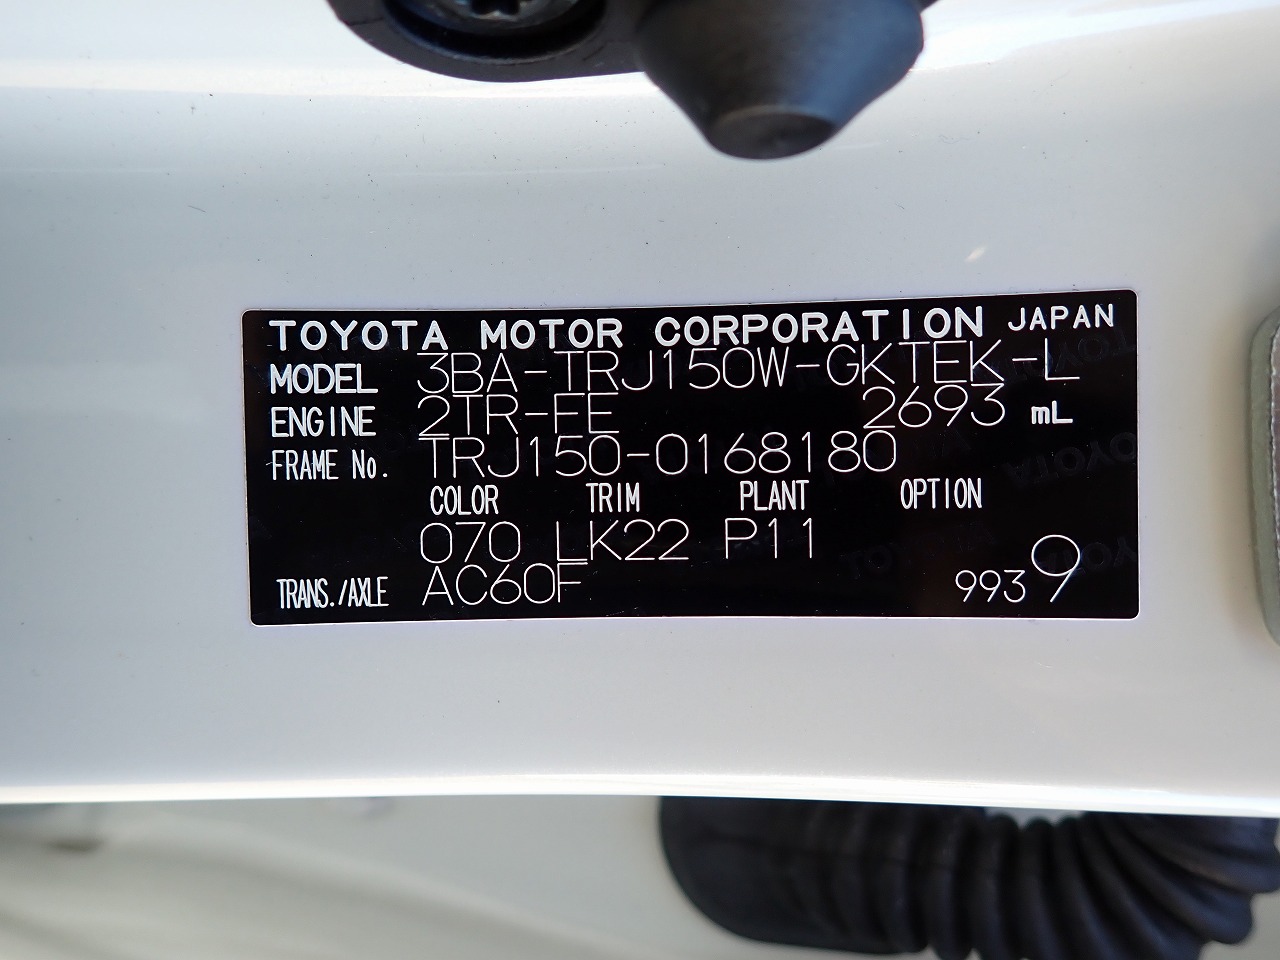 TOYOTA MOTOR CORPORATION JAPAN
MODEL 3BA-TRJ150W-GKTEK-L
ENGINE 2TR-FE 2693 mL
FRAME No. TRJ150-0168180
COLOR TRIM PLANT OPTION
070 LK22 P11
TRANS./AXLE AC60F 9939